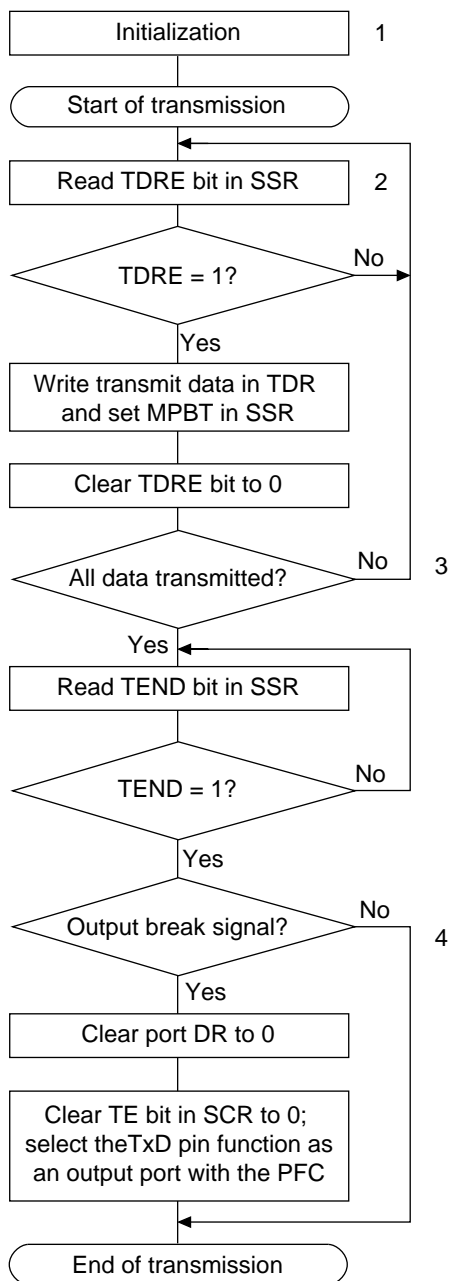 Initialization 1
Start of transmission
Read TDRE bit in SSR 2
No
TDRE = 1?
Yes
Write transmit data in TDR
and set MPBT in SSR
Clear TDRE bit to 0
No
All data transmitted? 3
Yes
Read TEND bit in SSR
No
TEND = 1?
Yes
No
Output break signal? 4
Yes
Clear port DR to 0
Clear TE bit in SCR to 0;
select theTxD pin function as
an output port with the PFC
End of transmission